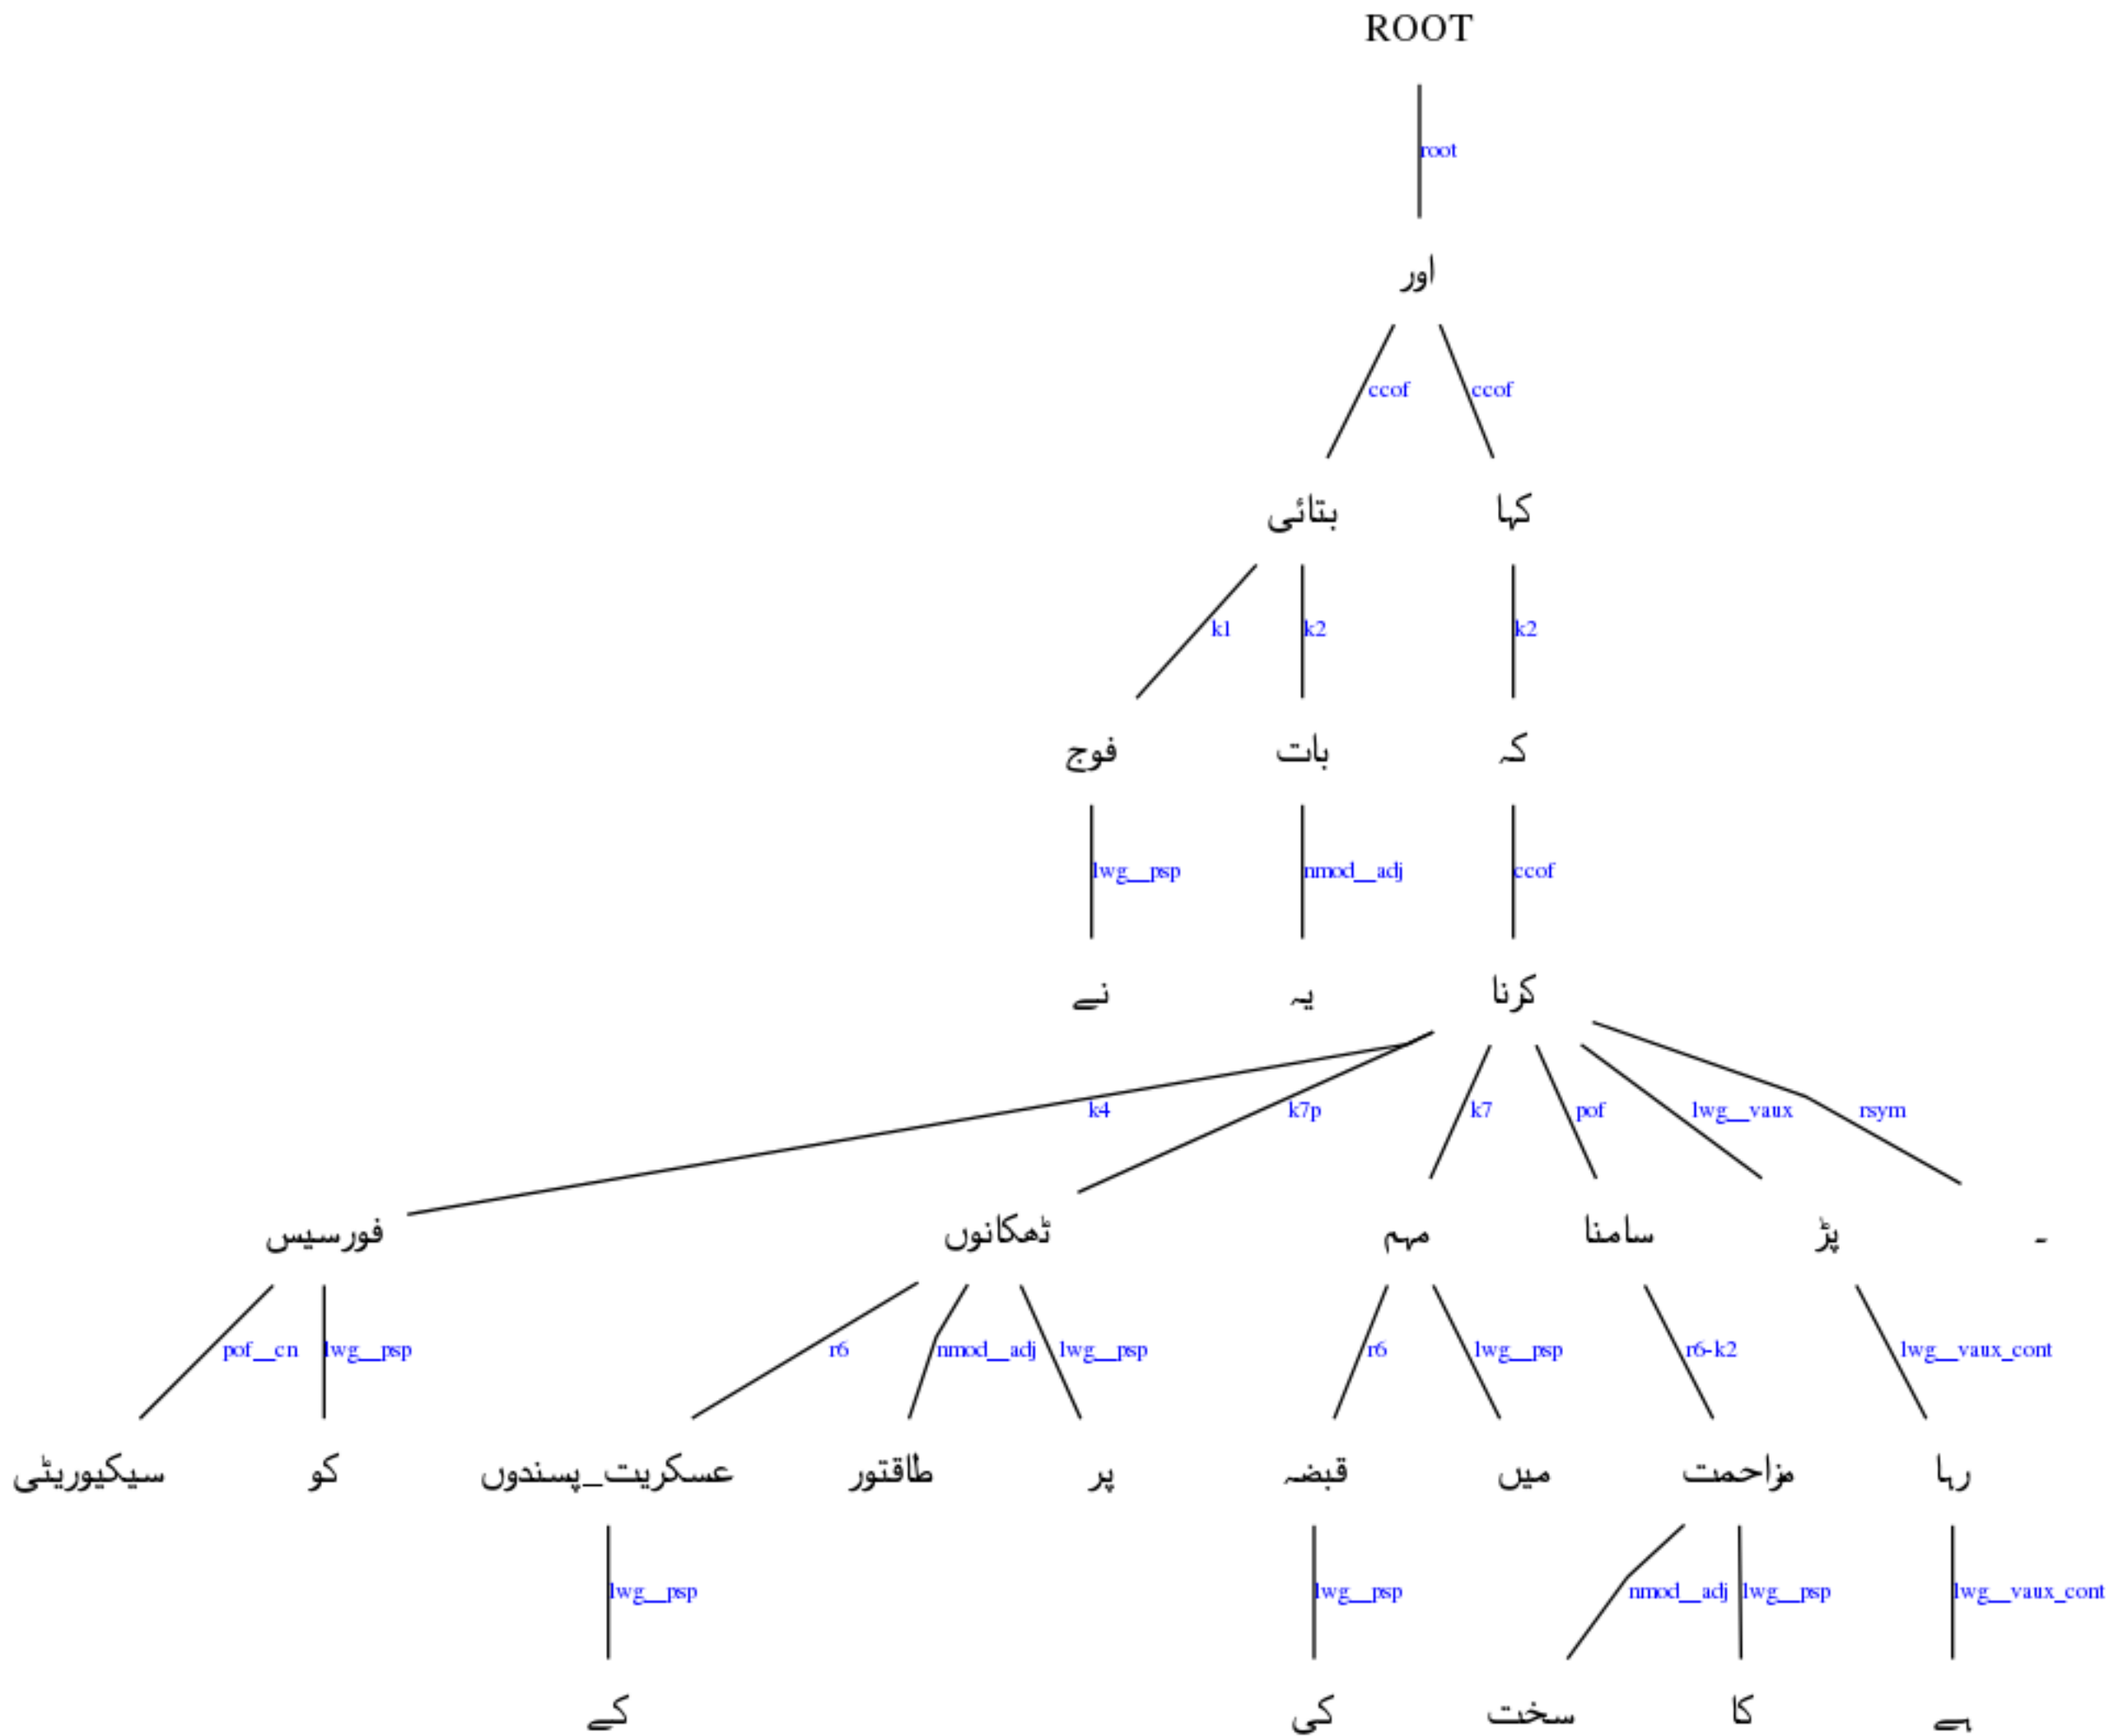 ROOT
root
اور
ccof ccof
بتائی کہا
k1 k2 k2
فوج بات کہ
lwg__psp nmod__adj ccof
نے یہ کرنا
k4 k7p k7 pof lwg__vaux rsym
فورسیس ٹھکانوں مہم سامنا پڑ ۔
pof__cn lwg__psp r6 nmod__adj lwg__psp r6 lwg__psp r6-k2 lwg__vaux_cont
سیکیوریٹی کو عسکریت_پسندوں طاقتور پر قبضہ میں مزاحمت رہا
lwg__psp lwg__psp nmod__adj lwg__psp lwg__vaux_cont
کے کی سخت کا ہے